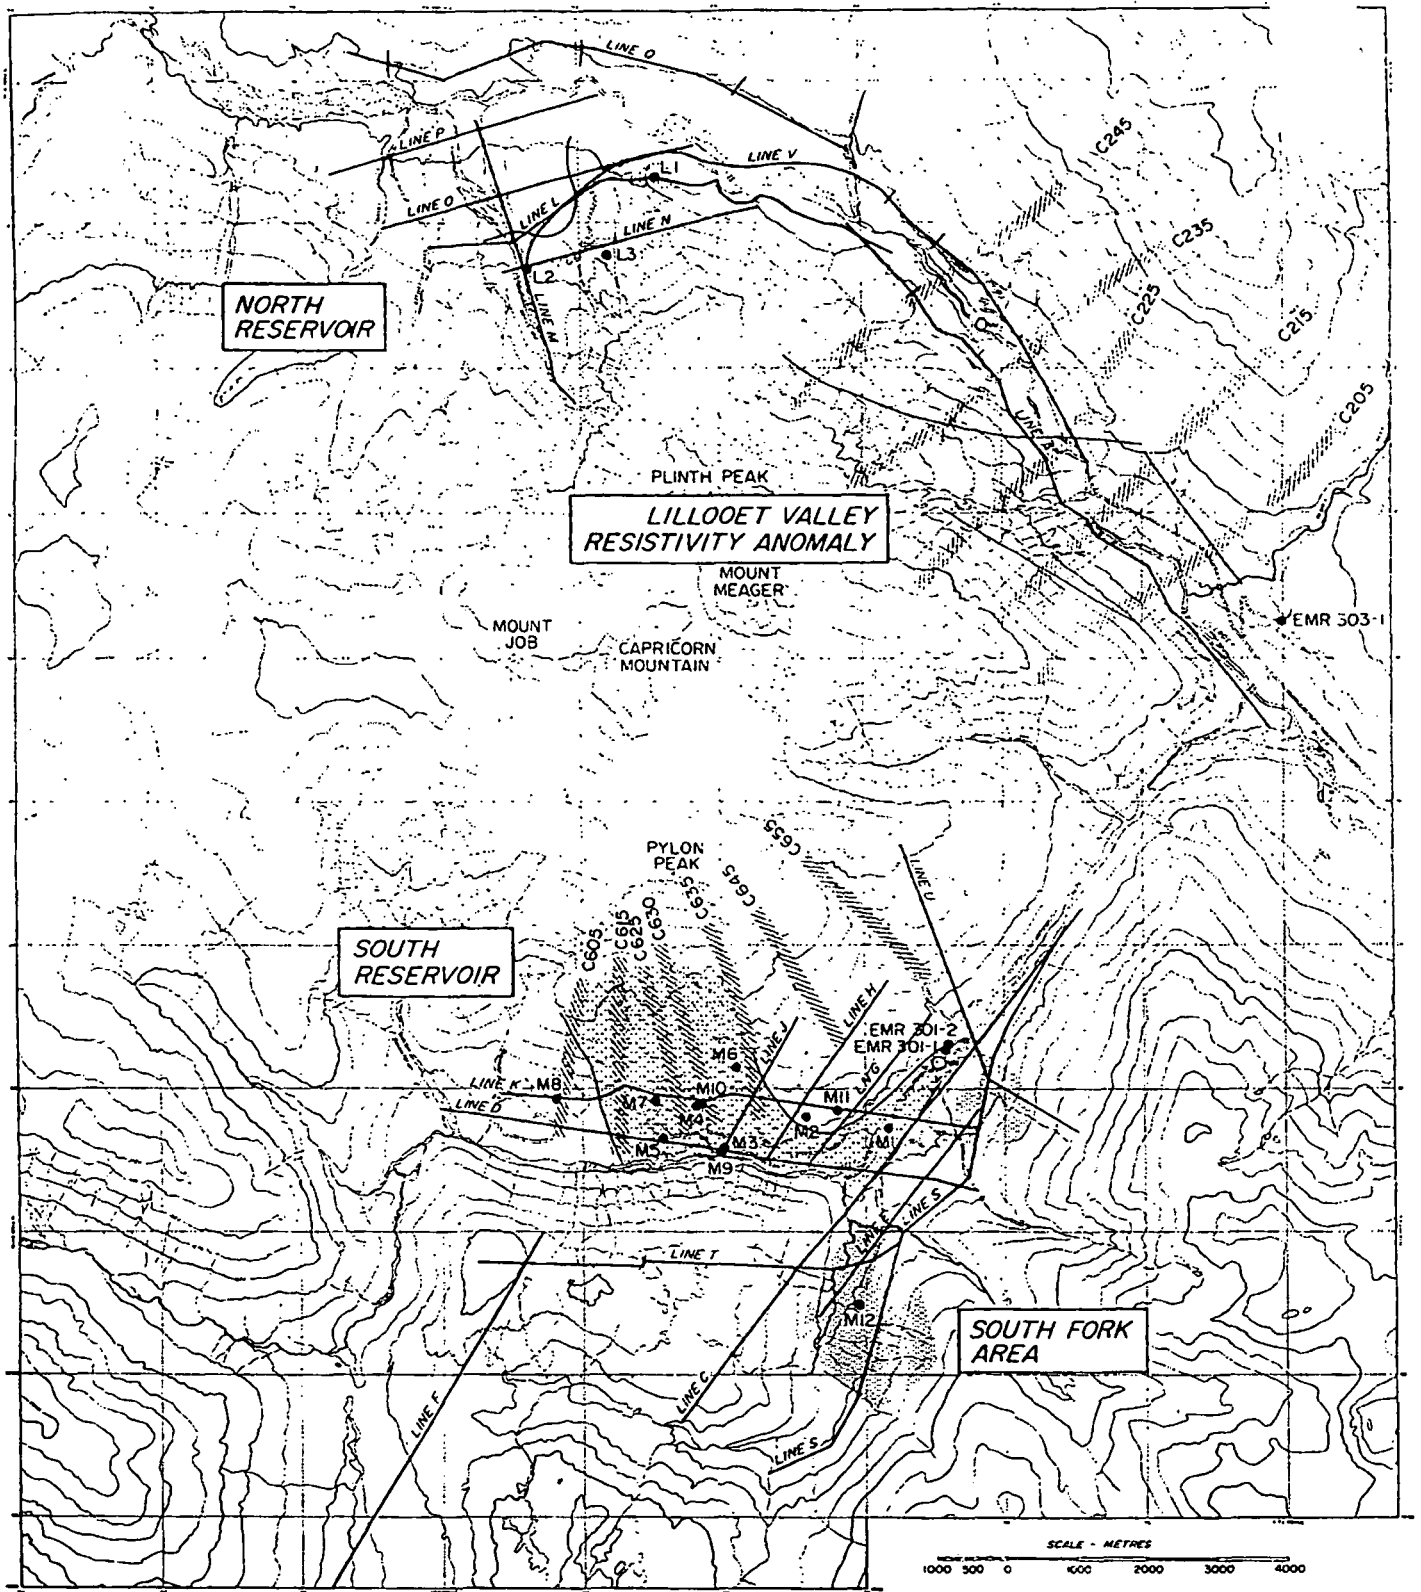 LINE Q
C245
LINE P
LINE V
L1
LINE O
LINE L
LINE N
C235
L3
L2
C225
NORTH
RESERVOIR
LINE M
C215
C205
PLINTH PEAK
LILLOOET VALLEY
RESISTIVITY ANOMALY
MOUNT
MEAGER
EMR 303-1
MOUNT
JOB
CAPRICORN
MOUNTAIN
C655
PYLON
PEAK
C645
LINE U
C635
C630
C625
C615
C605
SOUTH
RESERVOIR
LINE H
LINE J
EMR 301-2
EMR 301-1
M6
LINE K
M8
M10
M11
LINE D
M7
M4
M2
M1
M5
M3
M9
LINE S
LINE T
M12
SOUTH FORK
AREA
LINE C
LINE F
LINE S
SCALE - METRES
1000 500 0 1000 2000 3000 4000